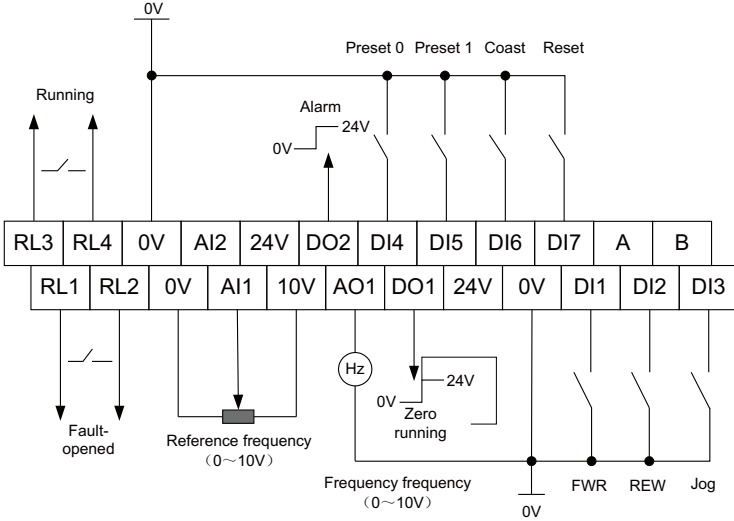 0V
Preset 0 Preset 1 Coast Reset
Running
Alarm
24V
0V
RL3 RL4 0V AI2 24V DO2 DI4 DI5 DI6 DI7 A B
RL1 RL2 0V AI1 10V AO1 DO1 24V 0V DI1 DI2 DI3
Hz
24V
0V
Zero
running
Fault-
opened
Reference frequency
（0～10V）
Frequency frequency
（0～10V）
FWR REW Jog
0V